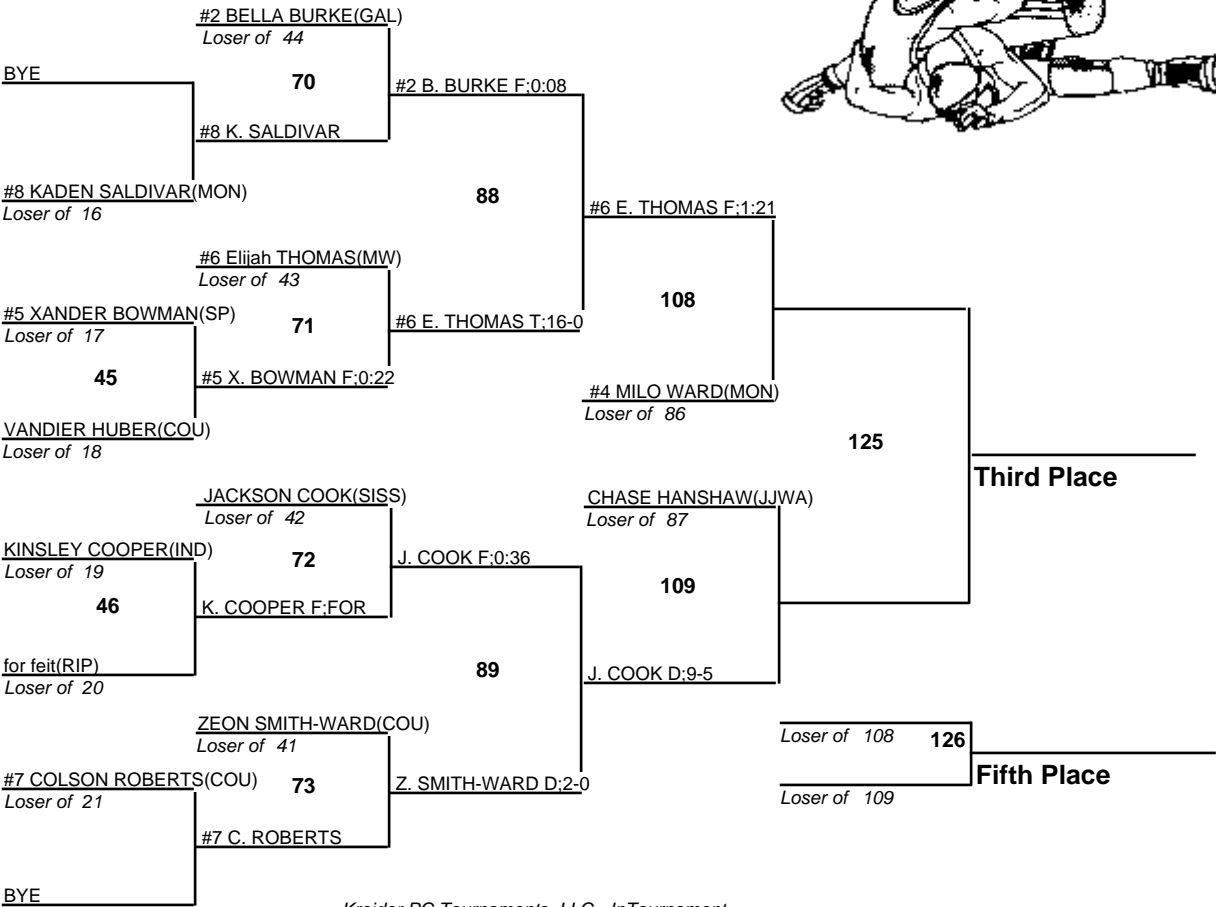 #2 BELLA BURKE(GAL)
Loser of 44
BYE
70
#2 B. BURKE F;0:08
#8 K. SALDIVAR
#8 KADEN SALDIVAR(MON)
Loser of 16
88
#6 E. THOMAS F;1:21
#6 Elijah THOMAS(MW)
Loser of 43
#5 XANDER BOWMAN(SP)
Loser of 17
71
#6 E. THOMAS T;16-0
108
45
#5 X. BOWMAN F;0:22
#4 MILO WARD(MON)
Loser of 86
VANDIER HUBER(COU)
Loser of 18
125
Third Place
JACKSON COOK(SISS)
Loser of 42
CHASE HANSHAW(JJWA)
Loser of 87
KINSLEY COOPER(IND)
Loser of 19
72
J. COOK F;0:36
109
46
K. COOPER F;FOR
for feit(RIP)
Loser of 20
89
J. COOK D;9-5
ZEON SMITH-WARD(COU)
Loser of 41
Loser of 108
126
#7 COLSON ROBERTS(COU)
Loser of 21
73
Z. SMITH-WARD D;2-0
Fifth Place
Loser of 109
#7 C. ROBERTS
BYE